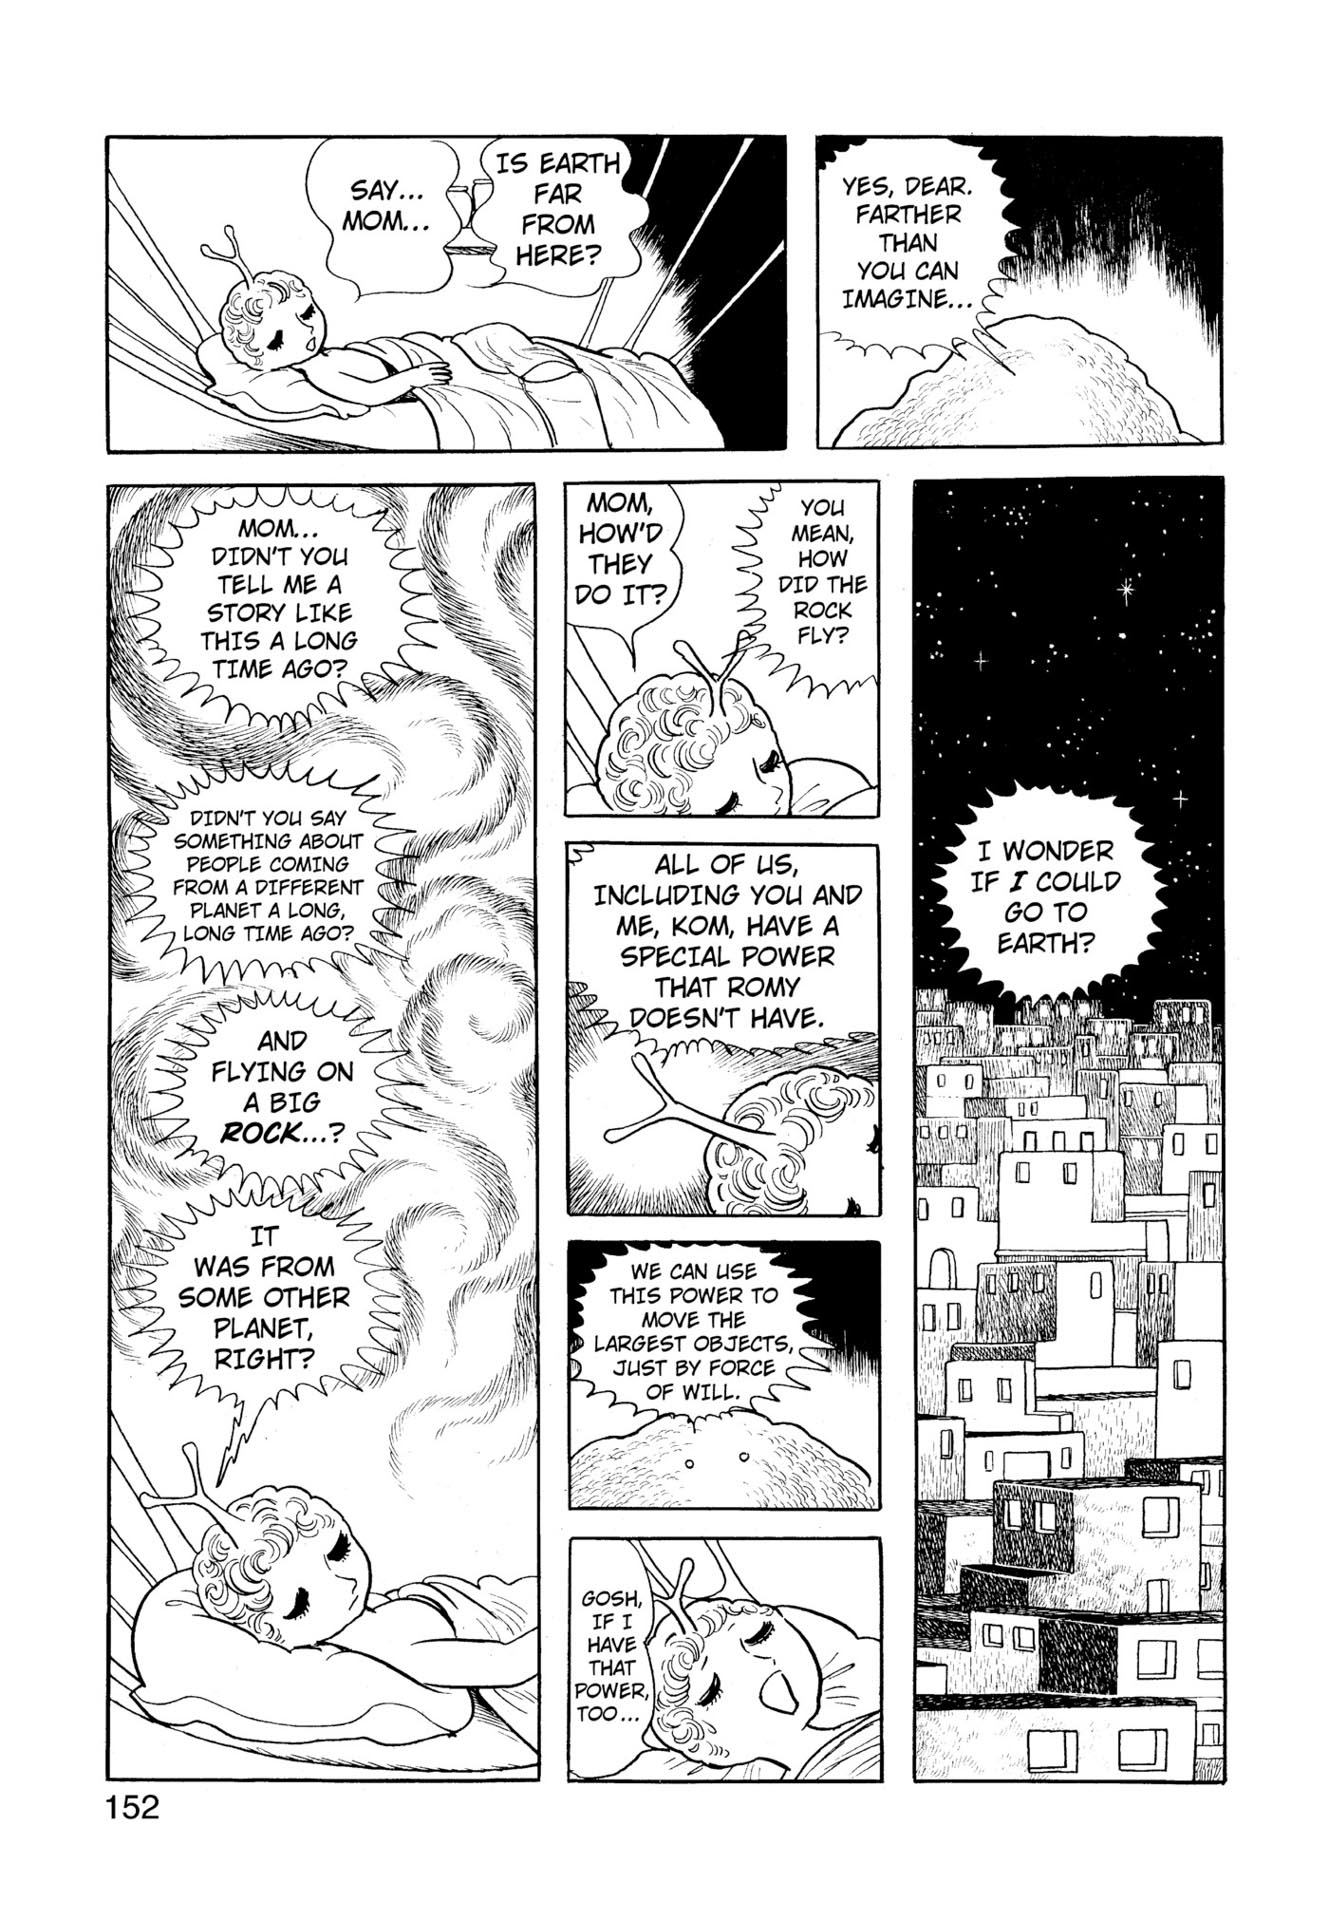 SAY...
MOM...
IS EARTH
FAR
FROM
HERE?
YES, DEAR.
FARTHER
THAN
YOU CAN
IMAGINE...
MOM...
DIDN'T YOU
TELL ME A
STORY LIKE
THIS A LONG
TIME AGO?
DIDN'T YOU SAY
SOMETHING ABOUT
PEOPLE COMING
FROM A DIFFERENT
PLANET A LONG,
LONG TIME AGO?
AND
FLYING ON
A BIG
ROCK...?
IT
WAS FROM
SOME OTHER
PLANET,
RIGHT?
MOM,
HOW'D
THEY
DO IT?
YOU
MEAN,
HOW
DID THE
ROCK
FLY?
ALL OF US,
INCLUDING YOU AND
ME, KOM, HAVE A
SPECIAL POWER
THAT ROMY
DOESN'T HAVE.
WE CAN USE
THIS POWER TO
MOVE THE
LARGEST OBJECTS,
JUST BY FORCE
OF WILL.
GOSH,
IF I
HAVE
THAT
POWER,
TOO...
I WONDER
IF I COULD
GO TO
EARTH?
152